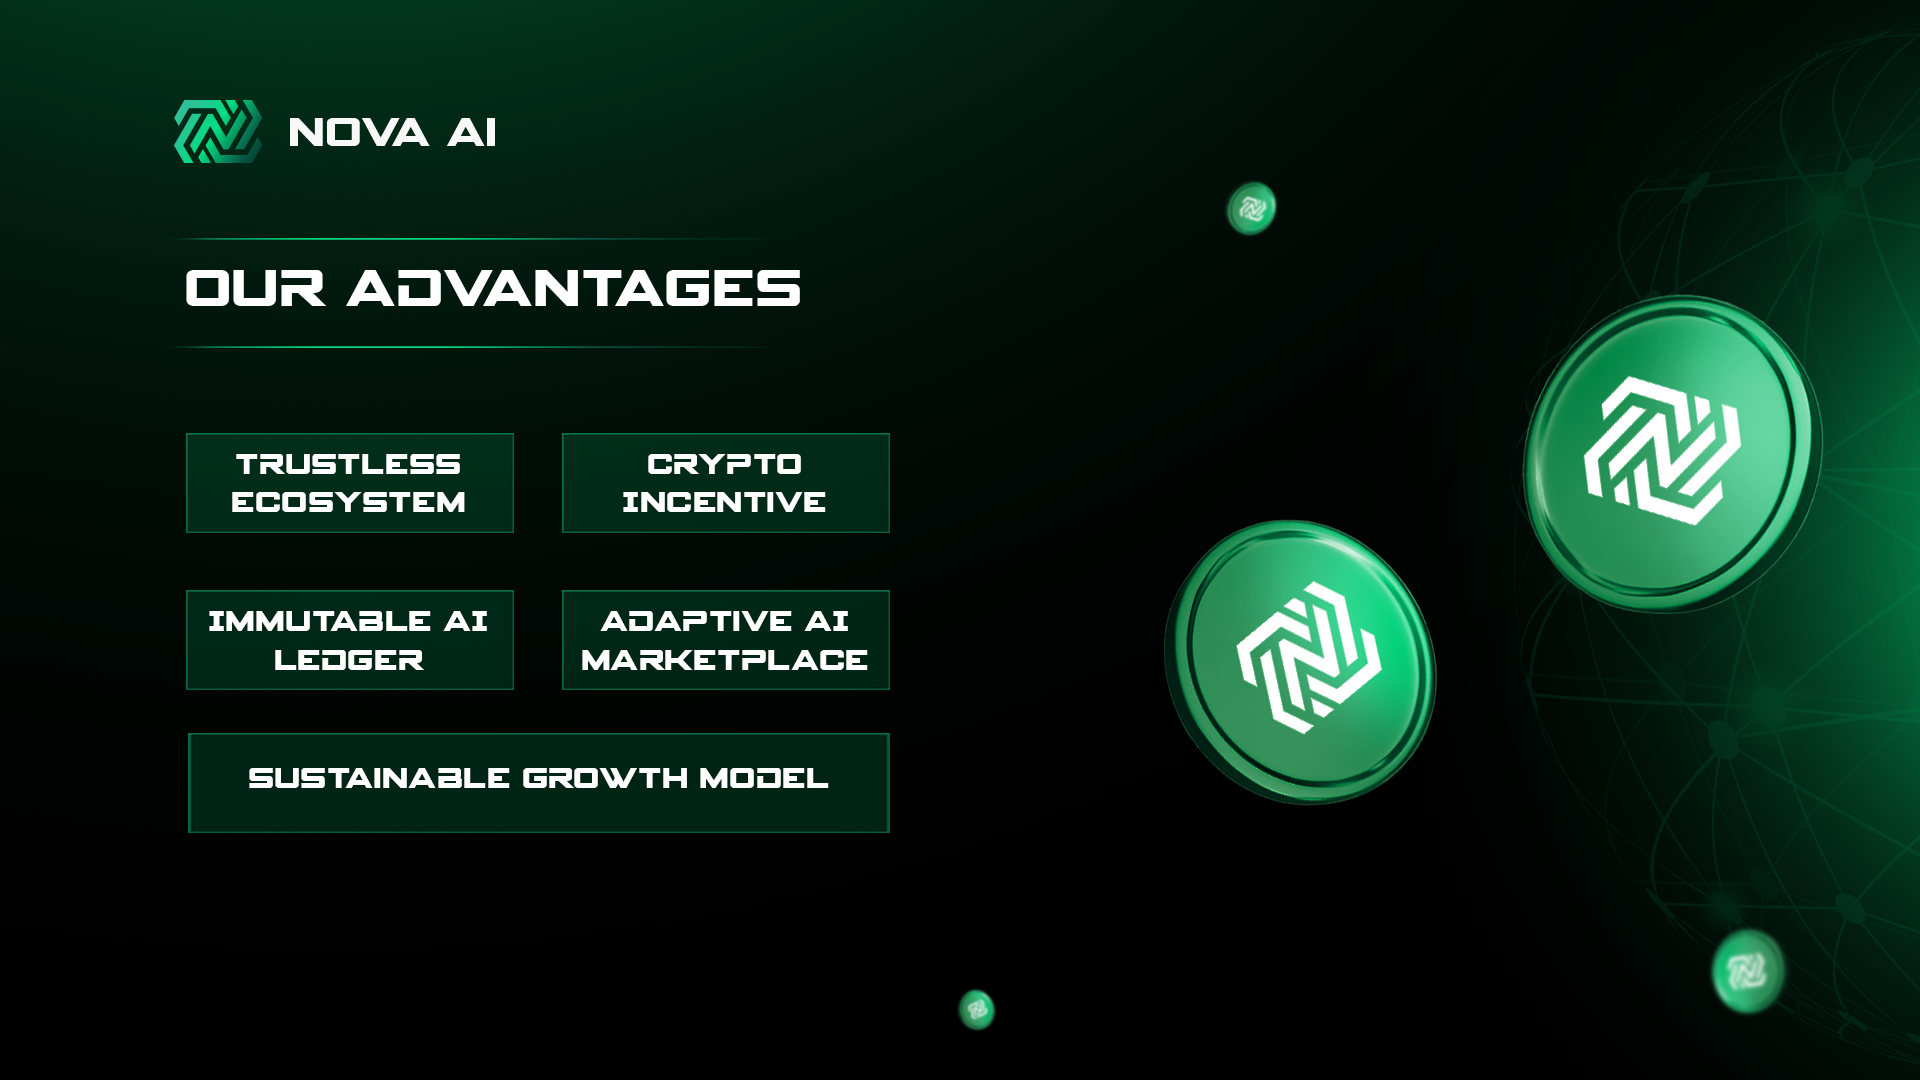 NOVA AI
OUR ADVANTAGES
TRUSTLESS
ECOSYSTEM
CRYPTO
INCENTIVE
IMMUTABLE AI
LEDGER
ADAPTIVE AI
MARKETPLACE
SUSTAINABLE GROWTH MODEL